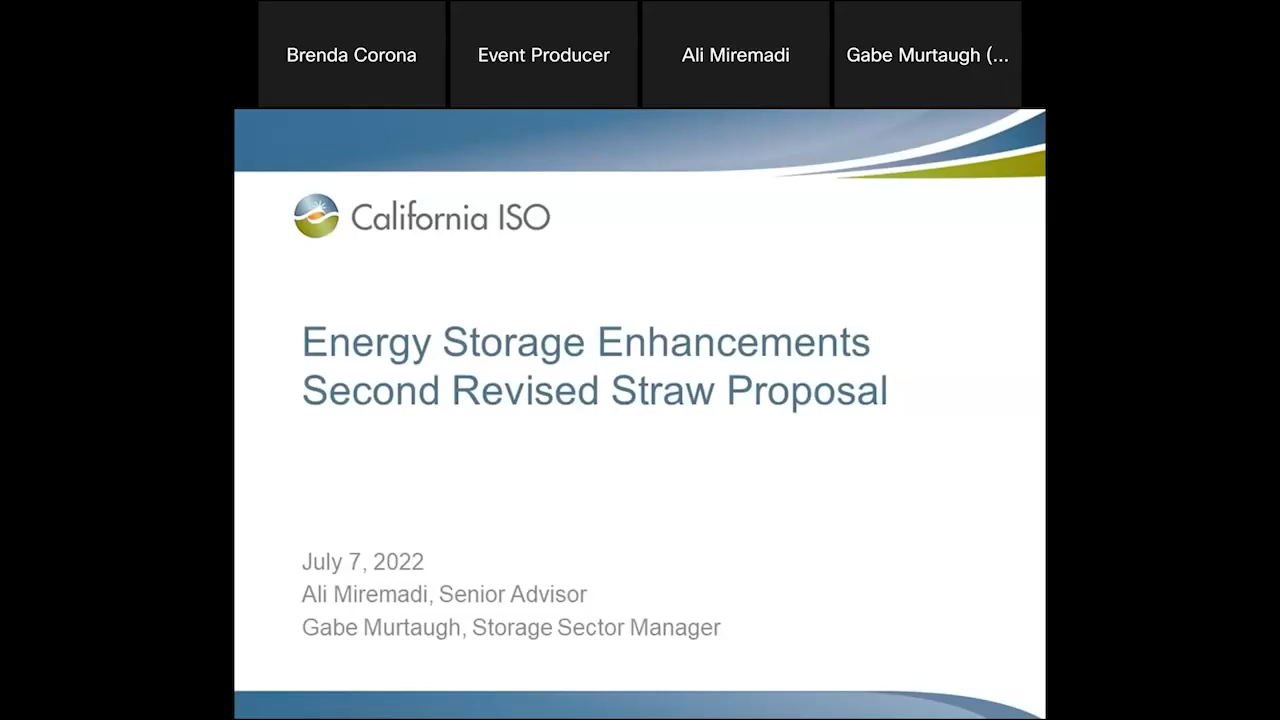 Brenda Corona
Event Producer
Ali Miremadi
Gabe Murtaugh (...
California ISO
Energy Storage Enhancements
Second Revised Straw Proposal
July 7, 2022
Ali Miremadi, Senior Advisor
Gabe Murtaugh, Storage Sector Manager